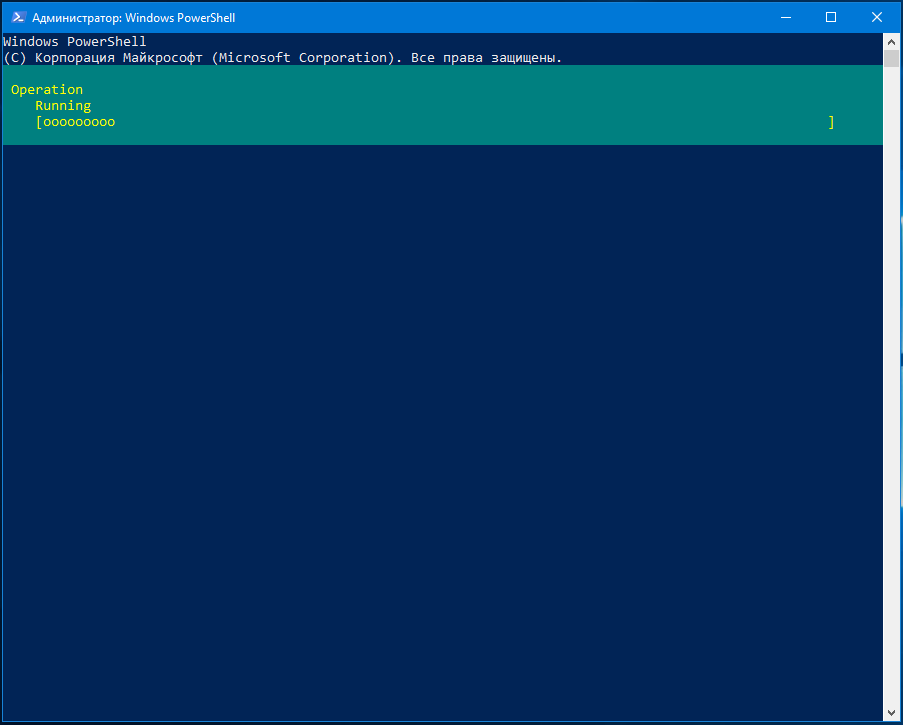 Администратор: Windows PowerShell
Windows PowerShell
(C) Корпорация Майкрософт (Microsoft Corporation). Все права защищены.
Operation
Running
[ooooooooo ]